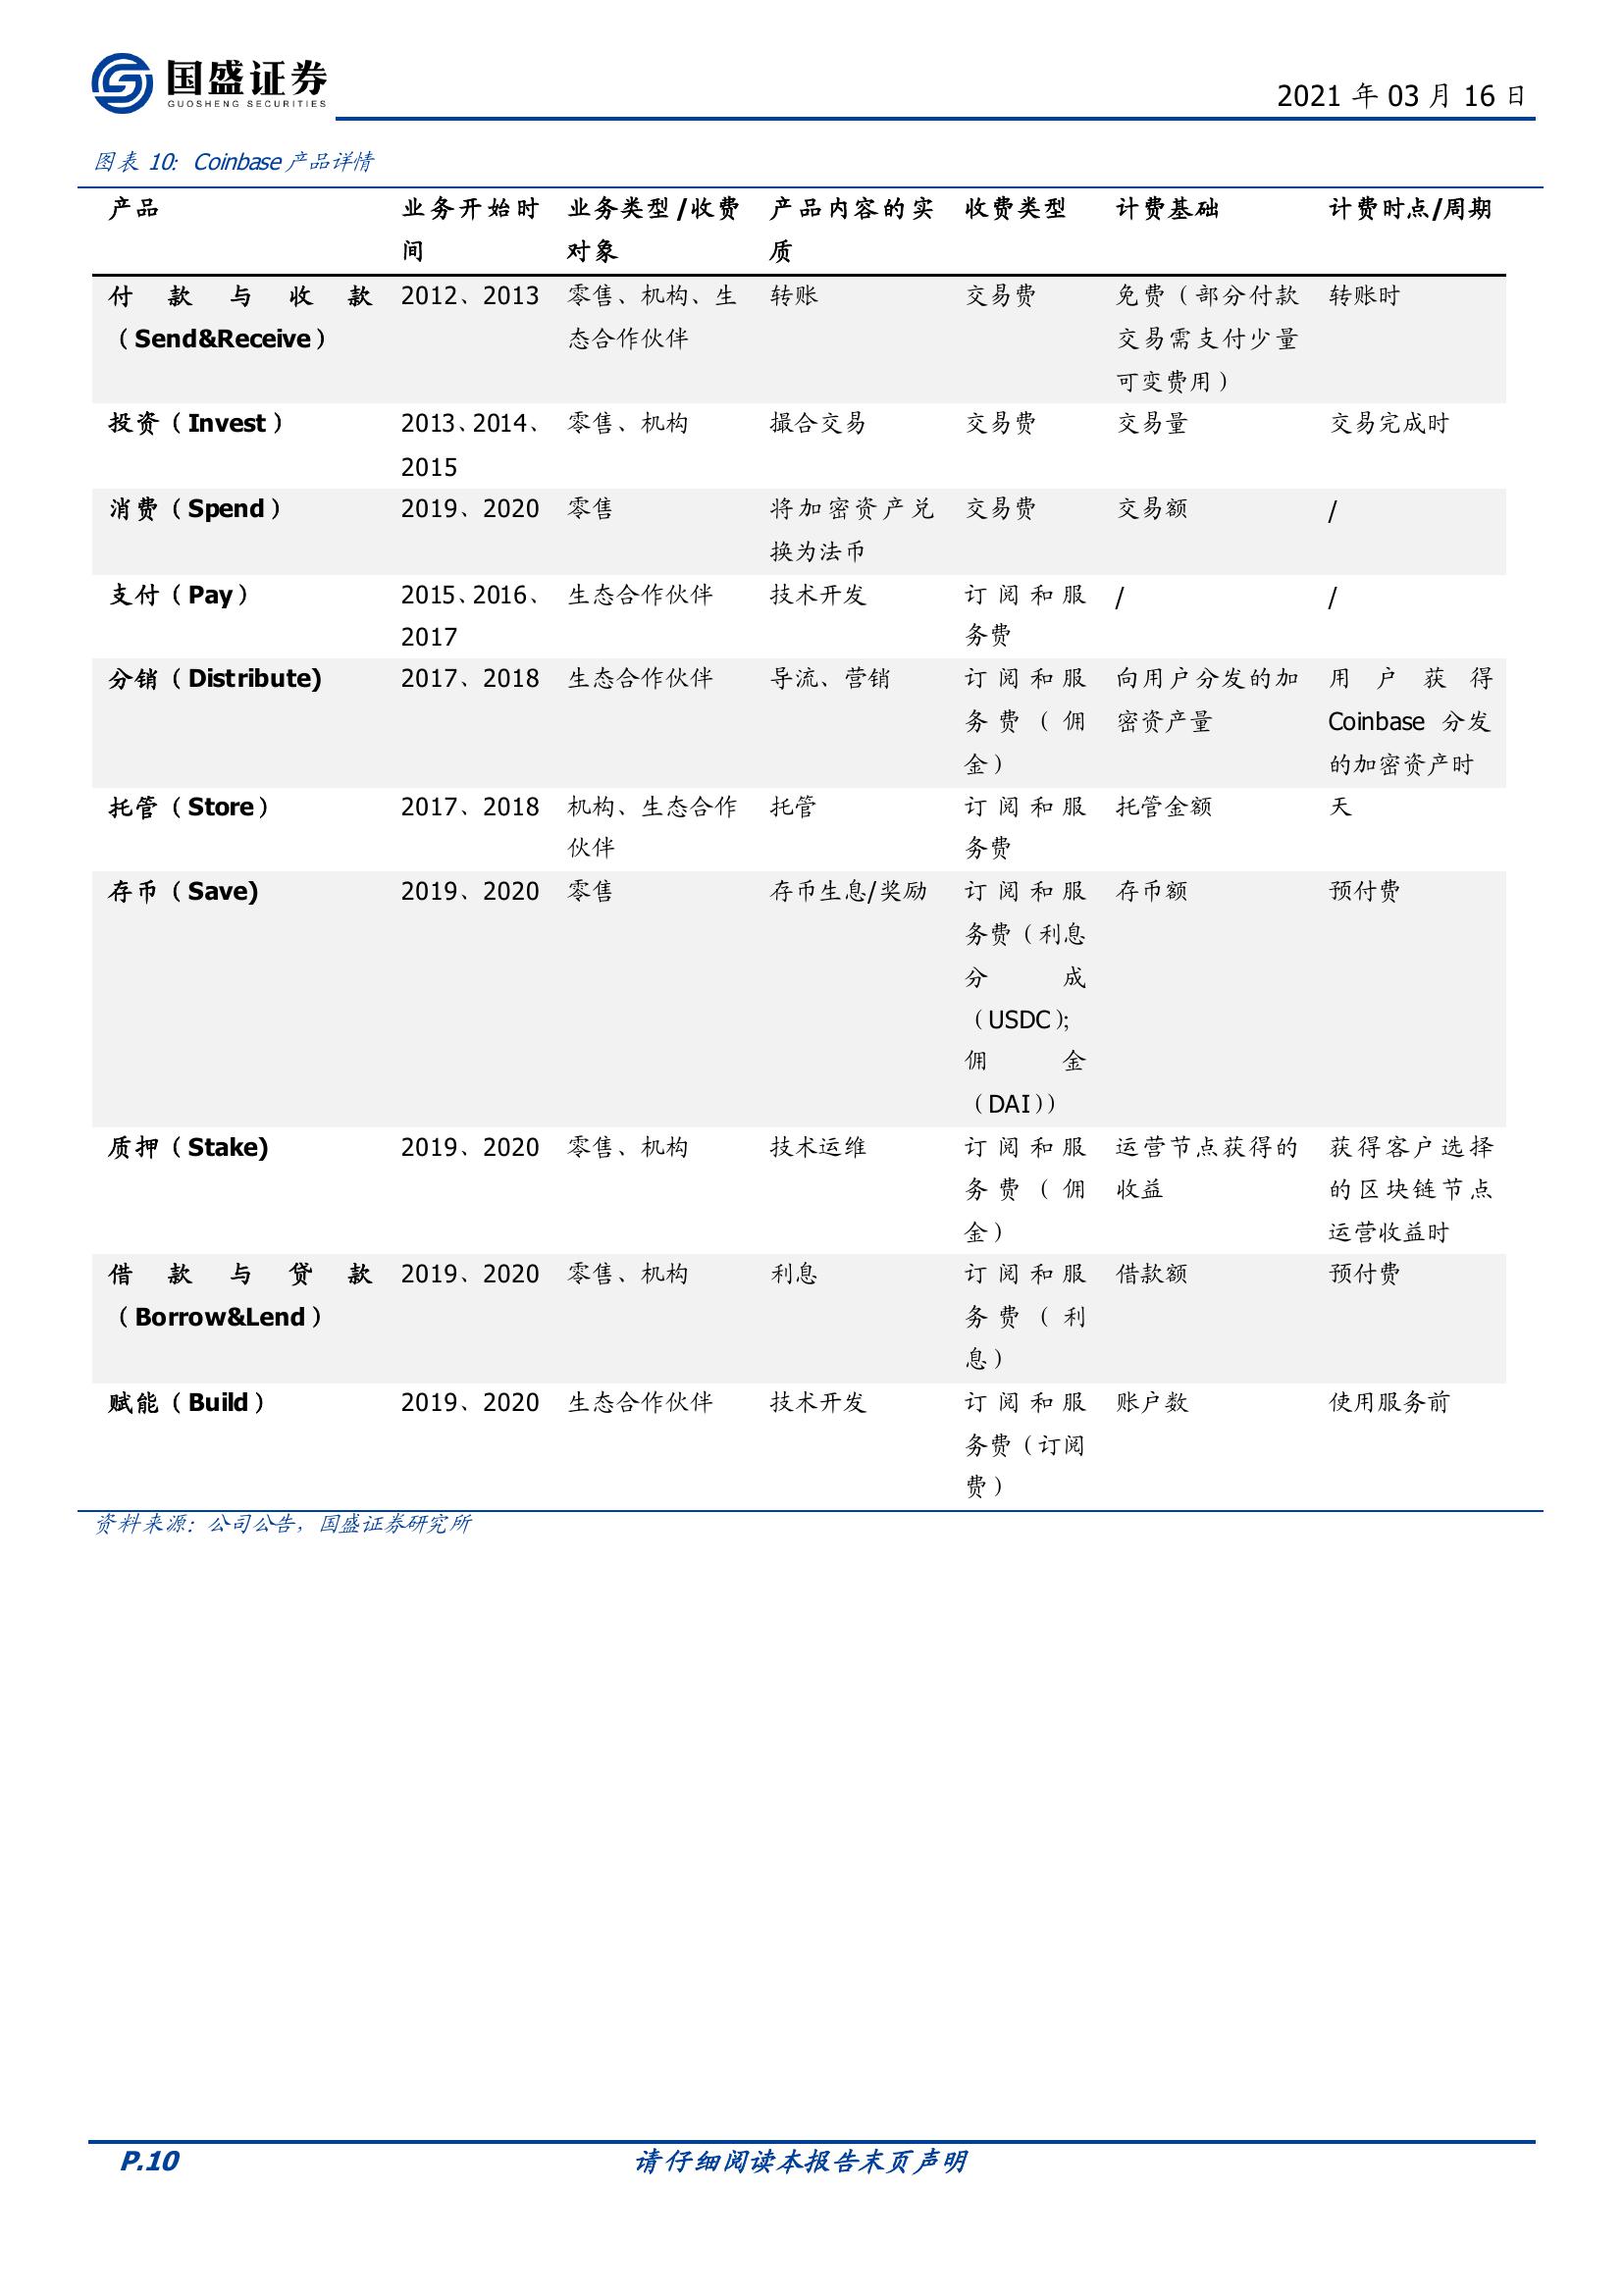 国盛证券
GUOSHENG SECURITIES
2021 年 03 月 16 日
图表 10: Coinbase 产品详情
产品 业务开始时间 业务类型/收费对象 产品内容的实质 收费类型 计费基础 计费时点/周期
付款与收款（Send&Receive） 2012、2013 零售、机构、生态合作伙伴 转账 交易费 免费（部分付款交易需支付少量可变费用） 转账时
投资（Invest） 2013、2014、2015 零售、机构 撮合交易 交易费 交易量 交易完成时
消费（Spend） 2019、2020 零售 将加密资产兑换为法币 交易费 交易额 /
支付（Pay） 2015、2016、2017 生态合作伙伴 技术开发 订阅和服务费 / /
分销（Distribute) 2017、2018 生态合作伙伴 导流、营销 订阅和服务费（佣金） 向用户分发的加密资产量 用户获得 Coinbase 分发的加密资产时
托管（Store） 2017、2018 机构、生态合作伙伴 托管 订阅和服务费 托管金额 天
存币（Save) 2019、2020 零售 存币生息/奖励 订阅和服务费（利息分成（USDC）；佣金（DAI）） 存币额 预付费
质押（Stake) 2019、2020 零售、机构 技术运维 订阅和服务费（佣金） 运营节点获得的收益 获得客户选择的区块链节点运营收益时
借款与贷款（Borrow&Lend） 2019、2020 零售、机构 利息 订阅和服务费（利息） 借款额 预付费
赋能（Build） 2019、2020 生态合作伙伴 技术开发 订阅和服务费（订阅费） 账户数 使用服务前
资料来源：公司公告，国盛证券研究所
P.10 请仔细阅读本报告末页声明